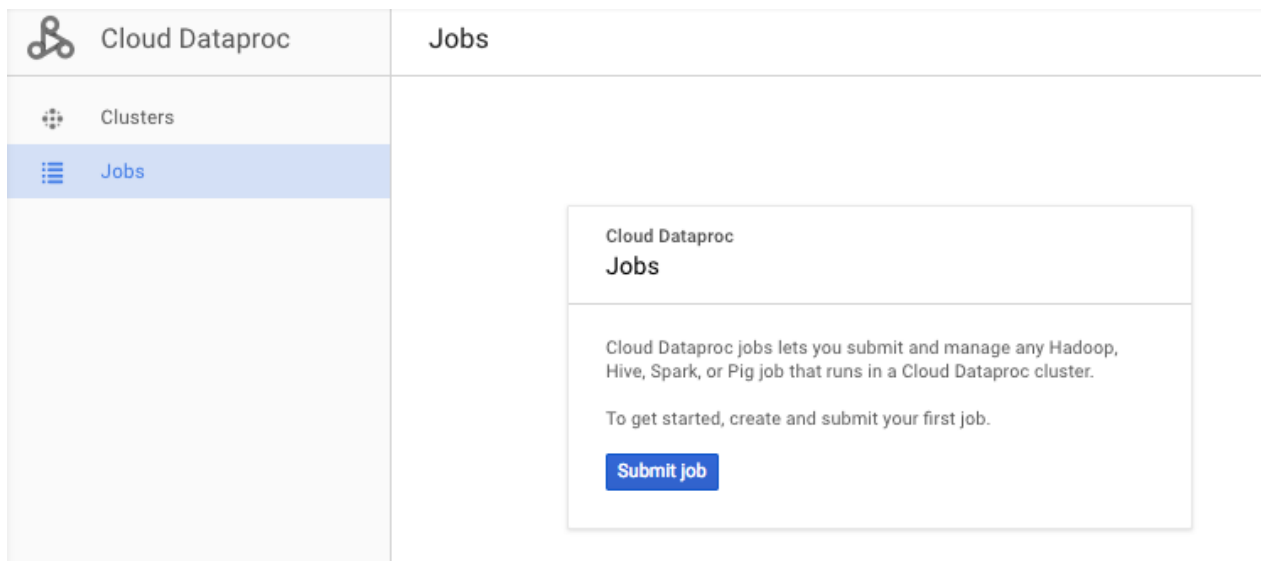 Cloud Dataproc
Jobs
Clusters
Jobs
Cloud Dataproc
Jobs
Cloud Dataproc jobs lets you submit and manage any Hadoop,
Hive, Spark, or Pig job that runs in a Cloud Dataproc cluster.
To get started, create and submit your first job.
Submit job